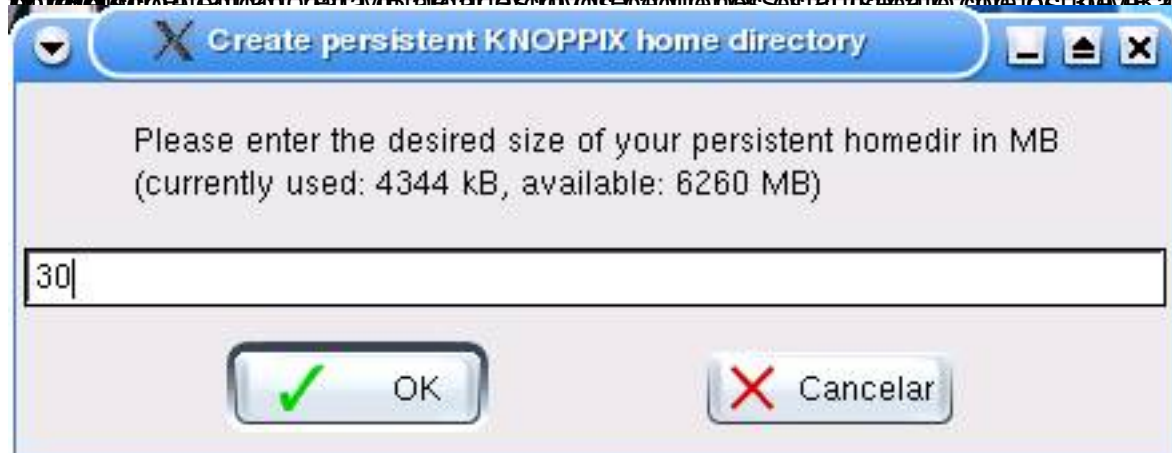 Create persistent KNOPPIX home directory
Please enter the desired size of your persistent homedir in MB
(currently used: 4344 kB, available: 6260 MB)
30
OK
Cancelar